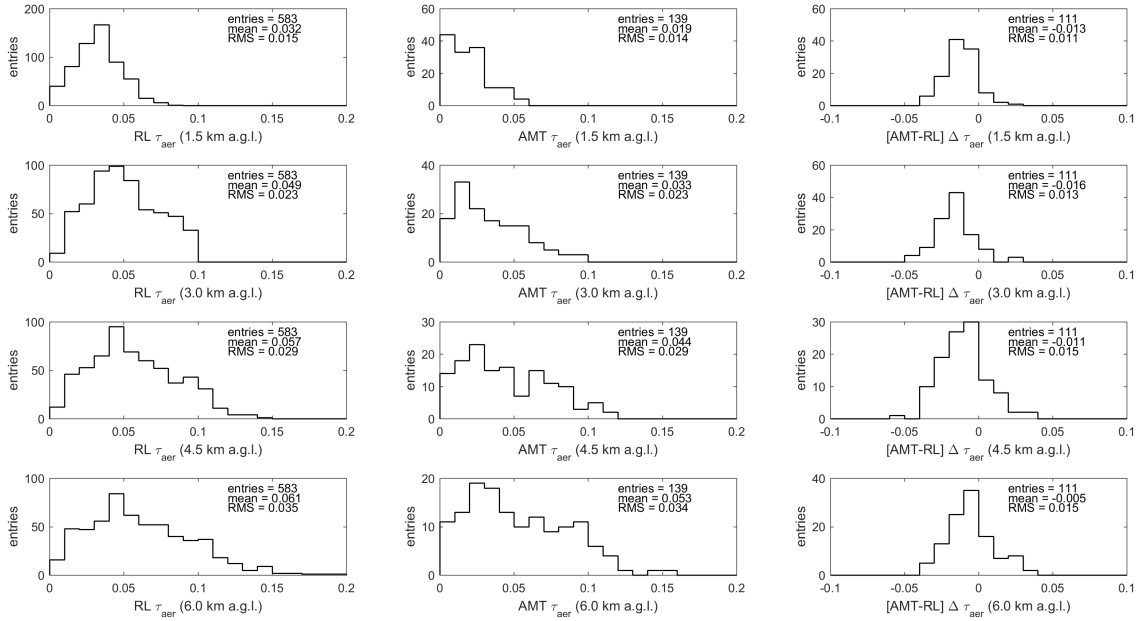 200
100
0
entries
entries = 583
mean = 0.032
RMS = 0.015
0 0.05 0.1 0.15 0.2
RL τaer (1.5 km a.g.l.)
60
40
20
0
entries
entries = 139
mean = 0.019
RMS = 0.014
0 0.05 0.1 0.15 0.2
AMT τaer (1.5 km a.g.l.)
60
40
20
0
entries
entries = 111
mean = -0.013
RMS = 0.011
-0.1 -0.05 0 0.05 0.1
[AMT-RL] Δ τaer (1.5 km a.g.l.)
100
50
0
entries
entries = 583
mean = 0.049
RMS = 0.023
0 0.05 0.1 0.15 0.2
RL τaer (3.0 km a.g.l.)
40
20
0
entries
entries = 139
mean = 0.033
RMS = 0.023
0 0.05 0.1 0.15 0.2
AMT τaer (3.0 km a.g.l.)
60
40
20
0
entries
entries = 111
mean = -0.016
RMS = 0.013
-0.1 -0.05 0 0.05 0.1
[AMT-RL] Δ τaer (3.0 km a.g.l.)
100
50
0
entries
entries = 583
mean = 0.057
RMS = 0.029
0 0.05 0.1 0.15 0.2
RL τaer (4.5 km a.g.l.)
30
20
10
0
entries
entries = 139
mean = 0.044
RMS = 0.029
0 0.05 0.1 0.15 0.2
AMT τaer (4.5 km a.g.l.)
30
20
10
0
entries
entries = 111
mean = -0.011
RMS = 0.015
-0.1 -0.05 0 0.05 0.1
[AMT-RL] Δ τaer (4.5 km a.g.l.)
100
50
0
entries
entries = 583
mean = 0.061
RMS = 0.035
0 0.05 0.1 0.15 0.2
RL τaer (6.0 km a.g.l.)
20
10
0
entries
entries = 139
mean = 0.053
RMS = 0.034
0 0.05 0.1 0.15 0.2
AMT τaer (6.0 km a.g.l.)
40
20
0
entries
entries = 111
mean = -0.005
RMS = 0.015
-0.1 -0.05 0 0.05 0.1
[AMT-RL] Δ τaer (6.0 km a.g.l.)